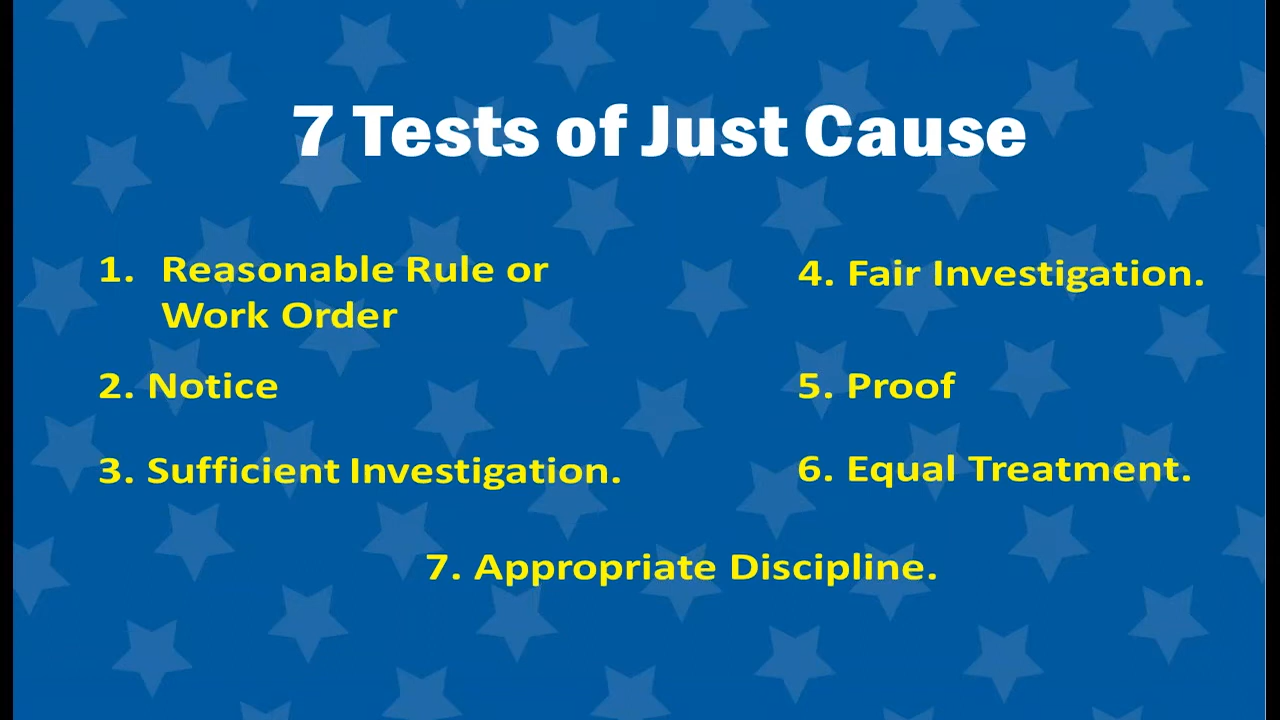 7 Tests of Just Cause
1. Reasonable Rule or
Work Order
2. Notice
3. Sufficient Investigation.
4. Fair Investigation.
5. Proof
6. Equal Treatment.
7. Appropriate Discipline.